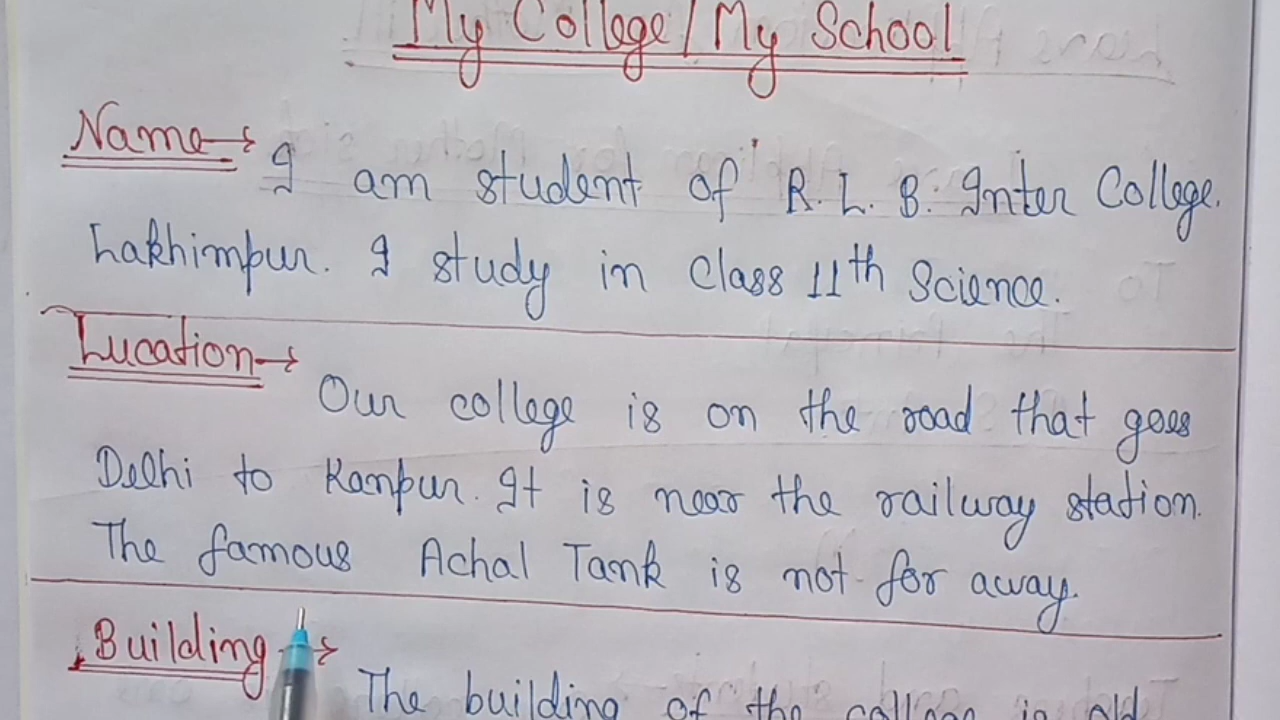 My College/My School
Name→ I am student of R.L.B. Inter College.
Lakhimpur. I study in Class 11th Science.
Lucation→ Our college is on the road that goes
Delhi to Kanpur. It is near the railway station.
The famous Achal Tank is not for away.
Building → The building of the college is old